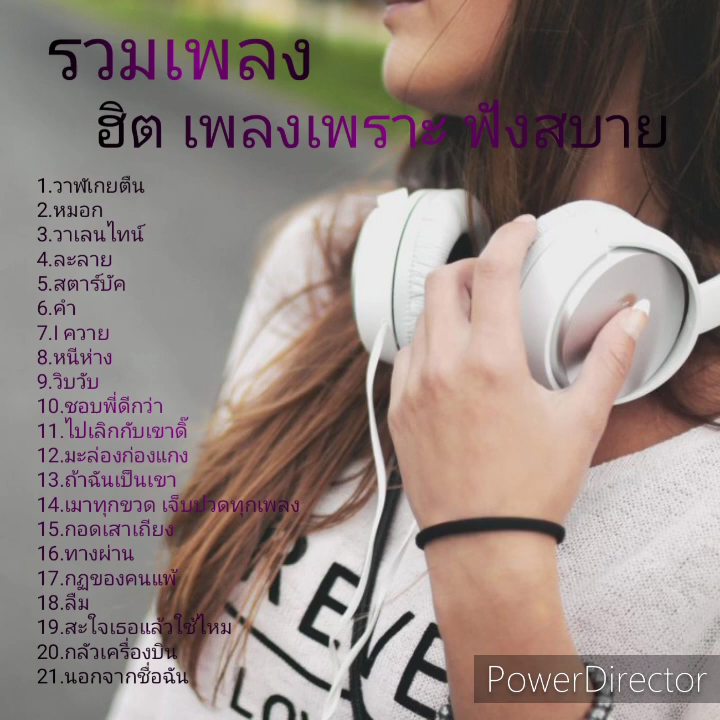 รวมเพลง
ฮิต เพลงเพราะ ฟังสบาย
1.วาฬเกยตื้น
2.หมอก
3.วาเลนไทน์
4.ละลาย
5.สตาร์บัค
6.คำ
7.I ควาย
8.หนีห่าง
9.วิบวับ
10.ชอบพี่ดีกว่า
11.ไปเลิกกับเขาดิ๊
12.มะล่องก่องแกง
13.ถ้าฉันเป็นเขา
14.เมาทุกขวด เจ็บปวดทุกเพลง
15.กอดเสาเถียง
16.ทางผ่าน
17.กฎของคนแพ้
18.ลืม
19.สะใจเธอแล้วใช้ไหม
20.กลัวเครื่องบิน
21.นอกจากชื่อฉัน
REVE
LOV
PowerDirector